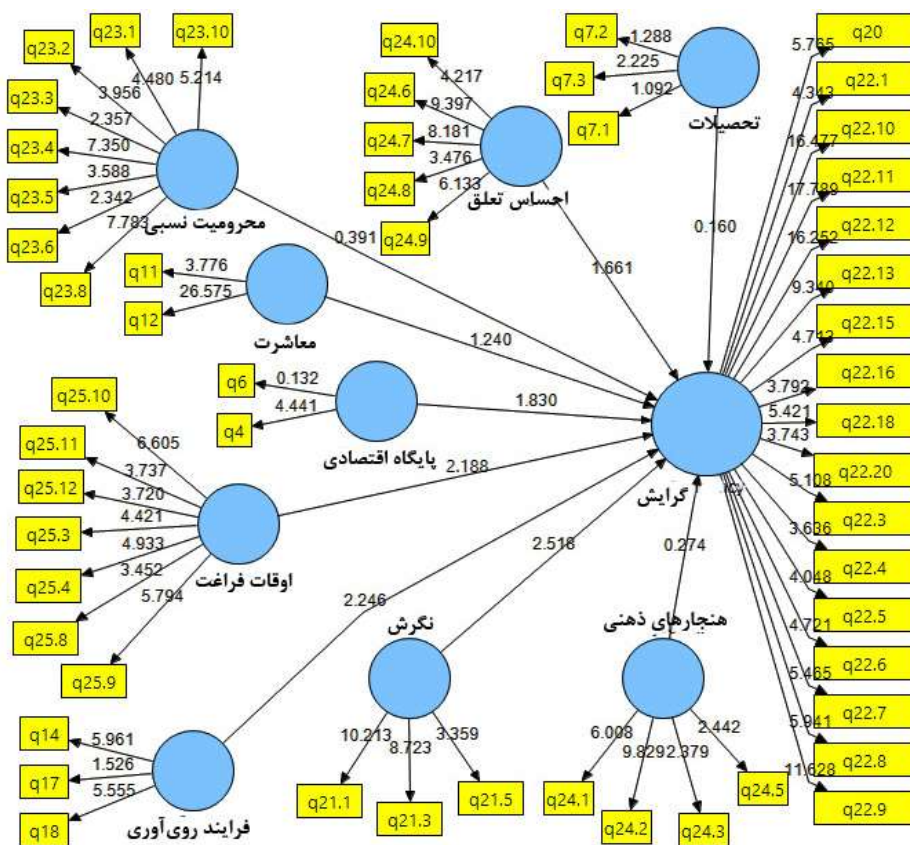 q23.1
q23.10
q23.2
q23.3
q23.4
q23.5
q23.6
q23.8
4.480
5.214
3.956
2.357
7.350
3.588
2.342
7.783
محرومیت نسبی
0.391
q24.10
q24.6
q24.7
q24.8
q24.9
4.217
9.397
8.181
3.476
6.133
احساس تعلق
1.661
q7.2
q7.3
q7.1
1.288
2.225
1.092
تحصیلات
0.160
q11
q12
3.776
26.575
معاشرت
1.240
q6
q4
0.132
4.441
پایگاه اقتصادی
1.830
q25.10
q25.11
q25.12
q25.3
q25.4
q25.8
q25.9
6.605
3.737
3.720
4.421
4.933
3.452
5.794
اوقات فراغت
2.188
q14
q17
q18
5.961
1.526
5.555
فرایند روی‌آوری
2.246
نگرش
2.518
10.213
8.723
3.359
q21.1
q21.3
q21.5
هنجارهای ذهنی
0.274
6.008
9.829
2.379
2.442
q24.1
q24.2
q24.3
q24.5
گرایش
5.765
4.343
16.477
17.789
16.252
9.340
4.713
3.792
5.421
3.743
5.108
3.636
4.048
4.721
5.465
5.941
11.628
q20
q22.1
q22.10
q22.11
q22.12
q22.13
q22.15
q22.16
q22.18
q22.20
q22.3
q22.4
q22.5
q22.6
q22.7
q22.8
q22.9